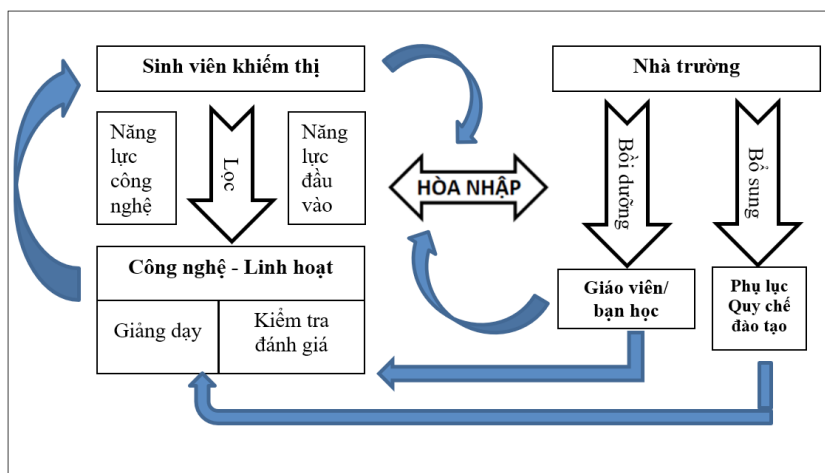 Sinh viên khiếm thị
Nhà trường
Năng
lực
công
nghệ
Lọc
Năng
lực
đầu
vào
HÒA NHẬP
Bồi dưỡng
Bổ sung
Công nghệ - Linh hoạt
Giảng dạy
Kiểm tra
đánh giá
Giáo viên/
bạn học
Phụ lục
Quy chế
đào tạo